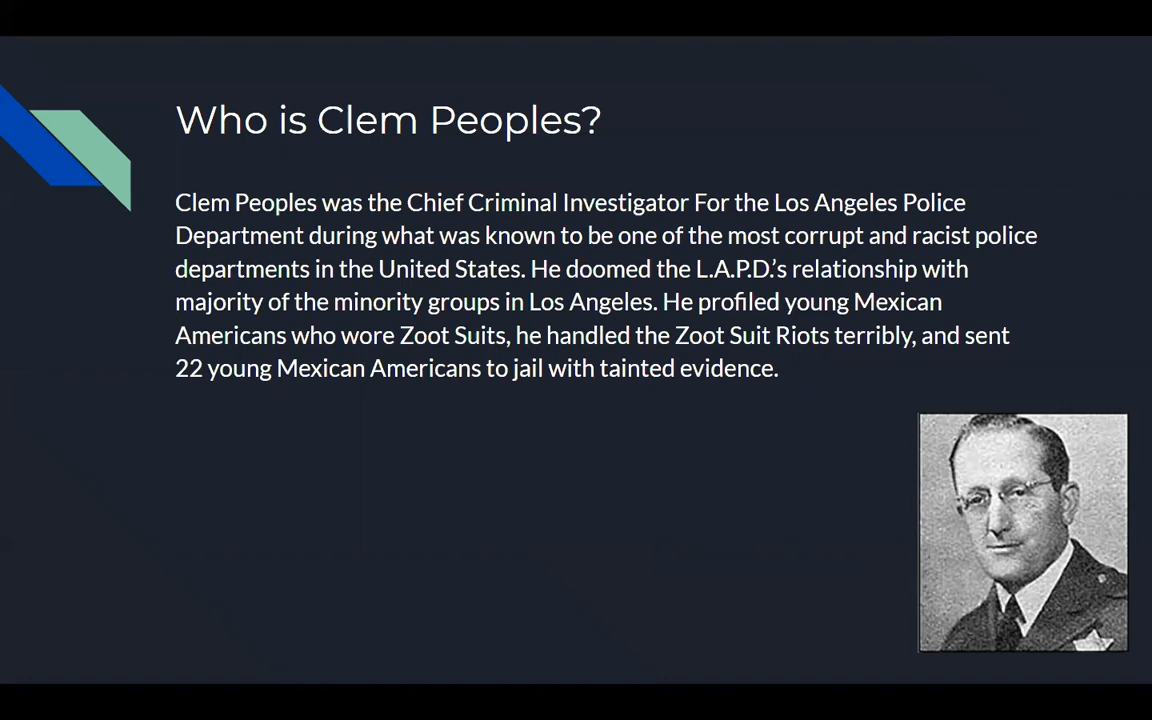 Who is Clem Peoples?
Clem Peoples was the Chief Criminal Investigator For the Los Angeles Police
Department during what was known to be one of the most corrupt and racist police
departments in the United States. He doomed the L.A.P.D.’s relationship with
majority of the minority groups in Los Angeles. He profiled young Mexican
Americans who wore Zoot Suits, he handled the Zoot Suit Riots terribly, and sent
22 young Mexican Americans to jail with tainted evidence.